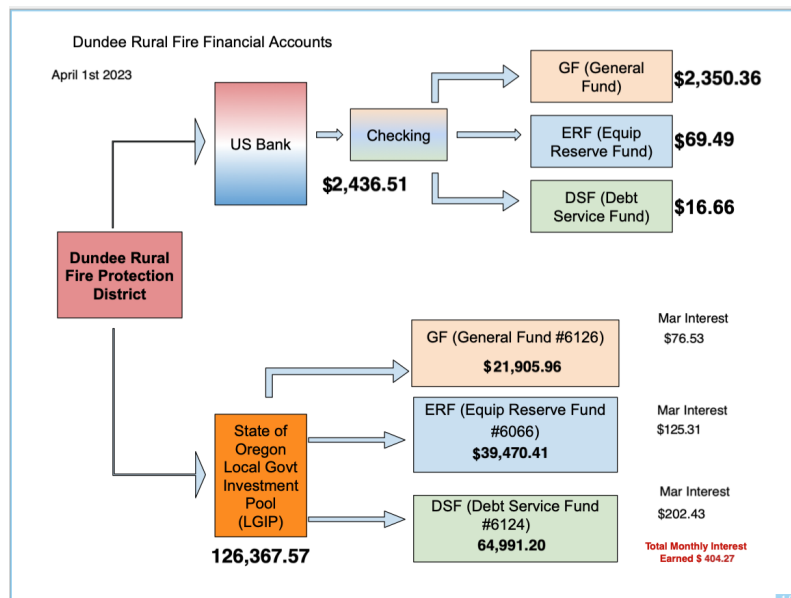 Dundee Rural Fire Financial Accounts
April 1st 2023
US Bank
Checking
$2,436.51
GF (General
Fund)
$2,350.36
ERF (Equip
Reserve Fund)
$69.49
DSF (Debt
Service Fund)
$16.66
Dundee Rural
Fire Protection
District
State of
Oregon
Local Govt
Investment
Pool
(LGIP)
126,367.57
GF (General Fund #6126)
$21,905.96
Mar Interest
$76.53
ERF (Equip Reserve Fund
#6066)
$39,470.41
Mar Interest
$125.31
DSF (Debt Service Fund
#6124)
64,991.20
Mar Interest
$202.43
Total Monthly Interest
Earned $ 404.27